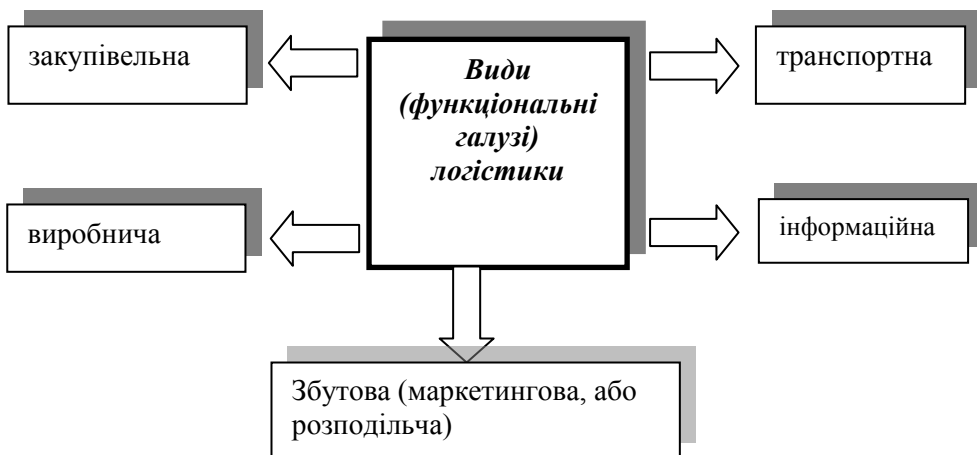 закупівельна
Види
(функціональні
галузі)
логістики
транспортна
виробнича
інформаційна
Збутова (маркетингова, або
розподільча)